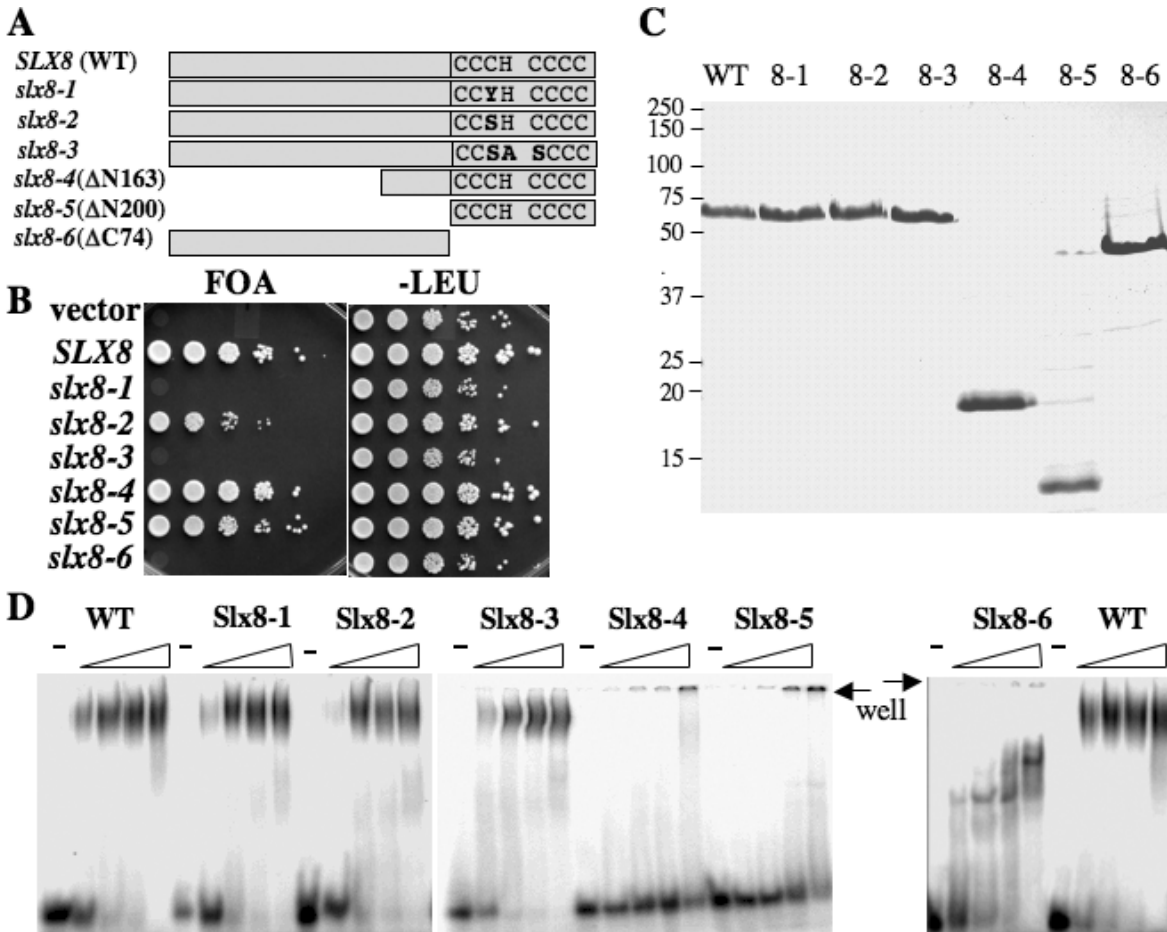 A
SLX8 (WT) CCCH CCCC
slx8-1 CCYH CCCC
slx8-2 CCSH CCCC
slx8-3 CCSA SCCC
slx8-4(ΔN163) CCCH CCCC
slx8-5(ΔN200) CCCH CCCC
slx8-6(ΔC74)
B
FOA -LEU
vector
SLX8
slx8-1
slx8-2
slx8-3
slx8-4
slx8-5
slx8-6
C
WT 8-1 8-2 8-3 8-4 8-5 8-6
250
150
100
75
50
37
25
20
15
D
WT Slx8-1 Slx8-2 Slx8-3 Slx8-4 Slx8-5 Slx8-6 WT
- - - - - - - -
well